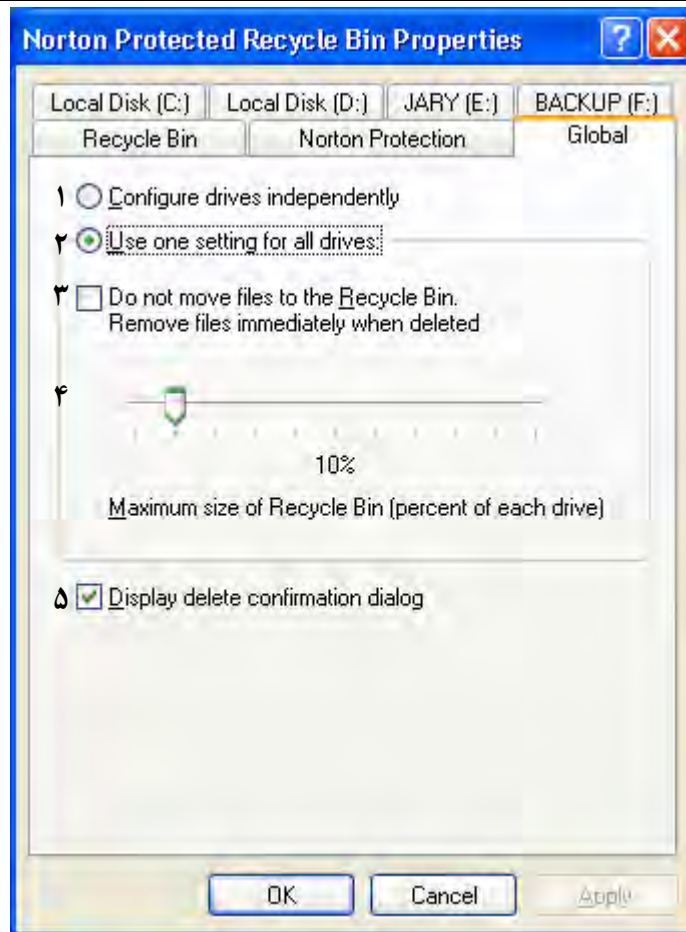 Norton Protected Recycle Bin Properties
Local Disk (C:) Local Disk (D:) JARY (E:) BACKUP (F:)
Recycle Bin Norton Protection Global
۱ Configure drives independently
۲ Use one setting for all drives:
۳ Do not move files to the Recycle Bin.
Remove files immediately when deleted
۴
10%
Maximum size of Recycle Bin (percent of each drive)
۵ Display delete confirmation dialog
OK Cancel Apply